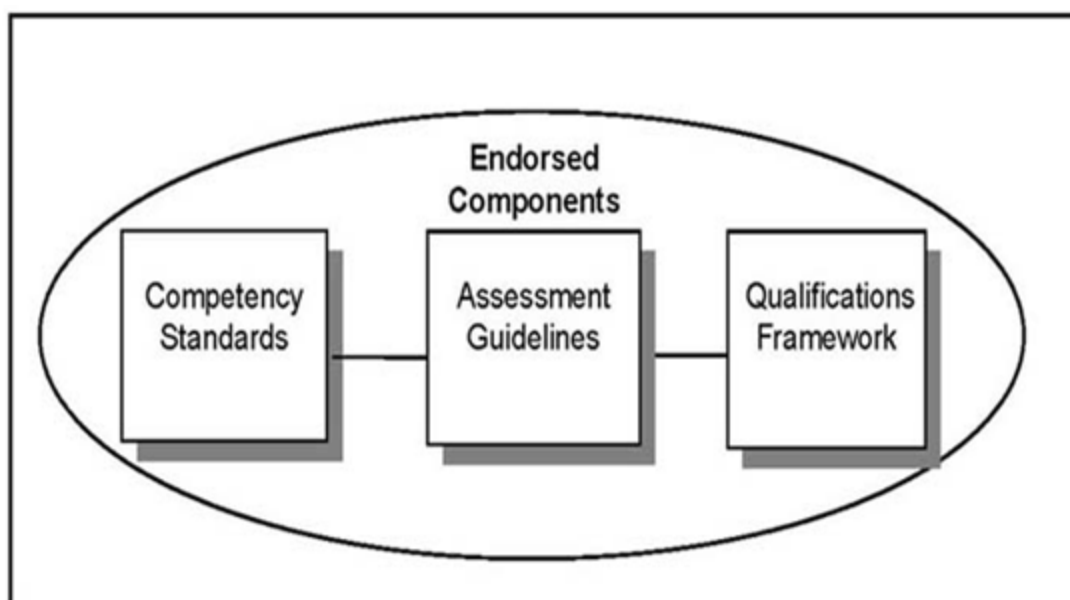 Endorsed
Components
Competency
Standards
Assessment
Guidelines
Qualifications
Framework